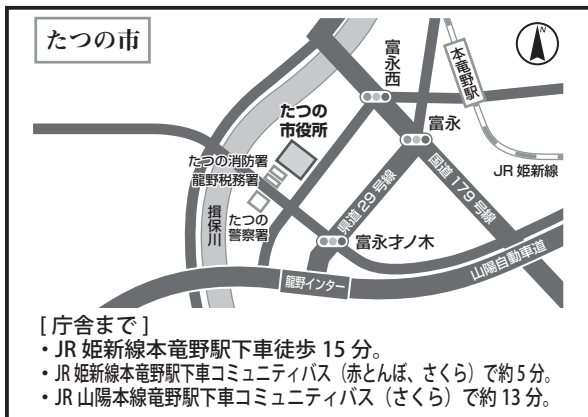 たつの市
N
富永西
本竜野駅
たつの
市役所
富永
JR 姫新線
たつの消防署
龍野税務署
県道 29 号線
国道 179 号線
揖保川
たつの
警察署
富永才ノ木
山陽自動車道
龍野インター
[ 庁舎まで ]
・JR 姫新線本竜野駅下車徒歩 15 分。
・JR 姫新線本竜野駅下車コミュニティバス（赤とんぼ、さくら）で約 5 分。
・JR 山陽本線竜野駅下車コミュニティバス（さくら）で約 13 分。